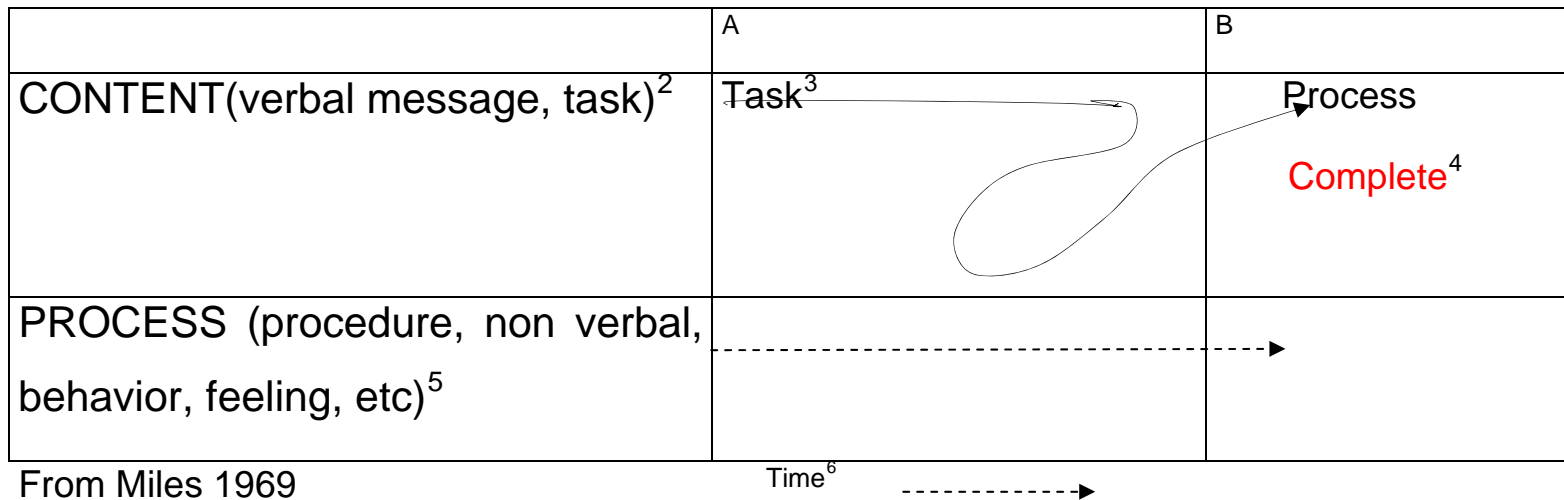 A B
CONTENT(verbal message, task)2 Task3 Process
Complete4
PROCESS (procedure, non verbal,
behavior, feeling, etc)5
From Miles 1969 Time6